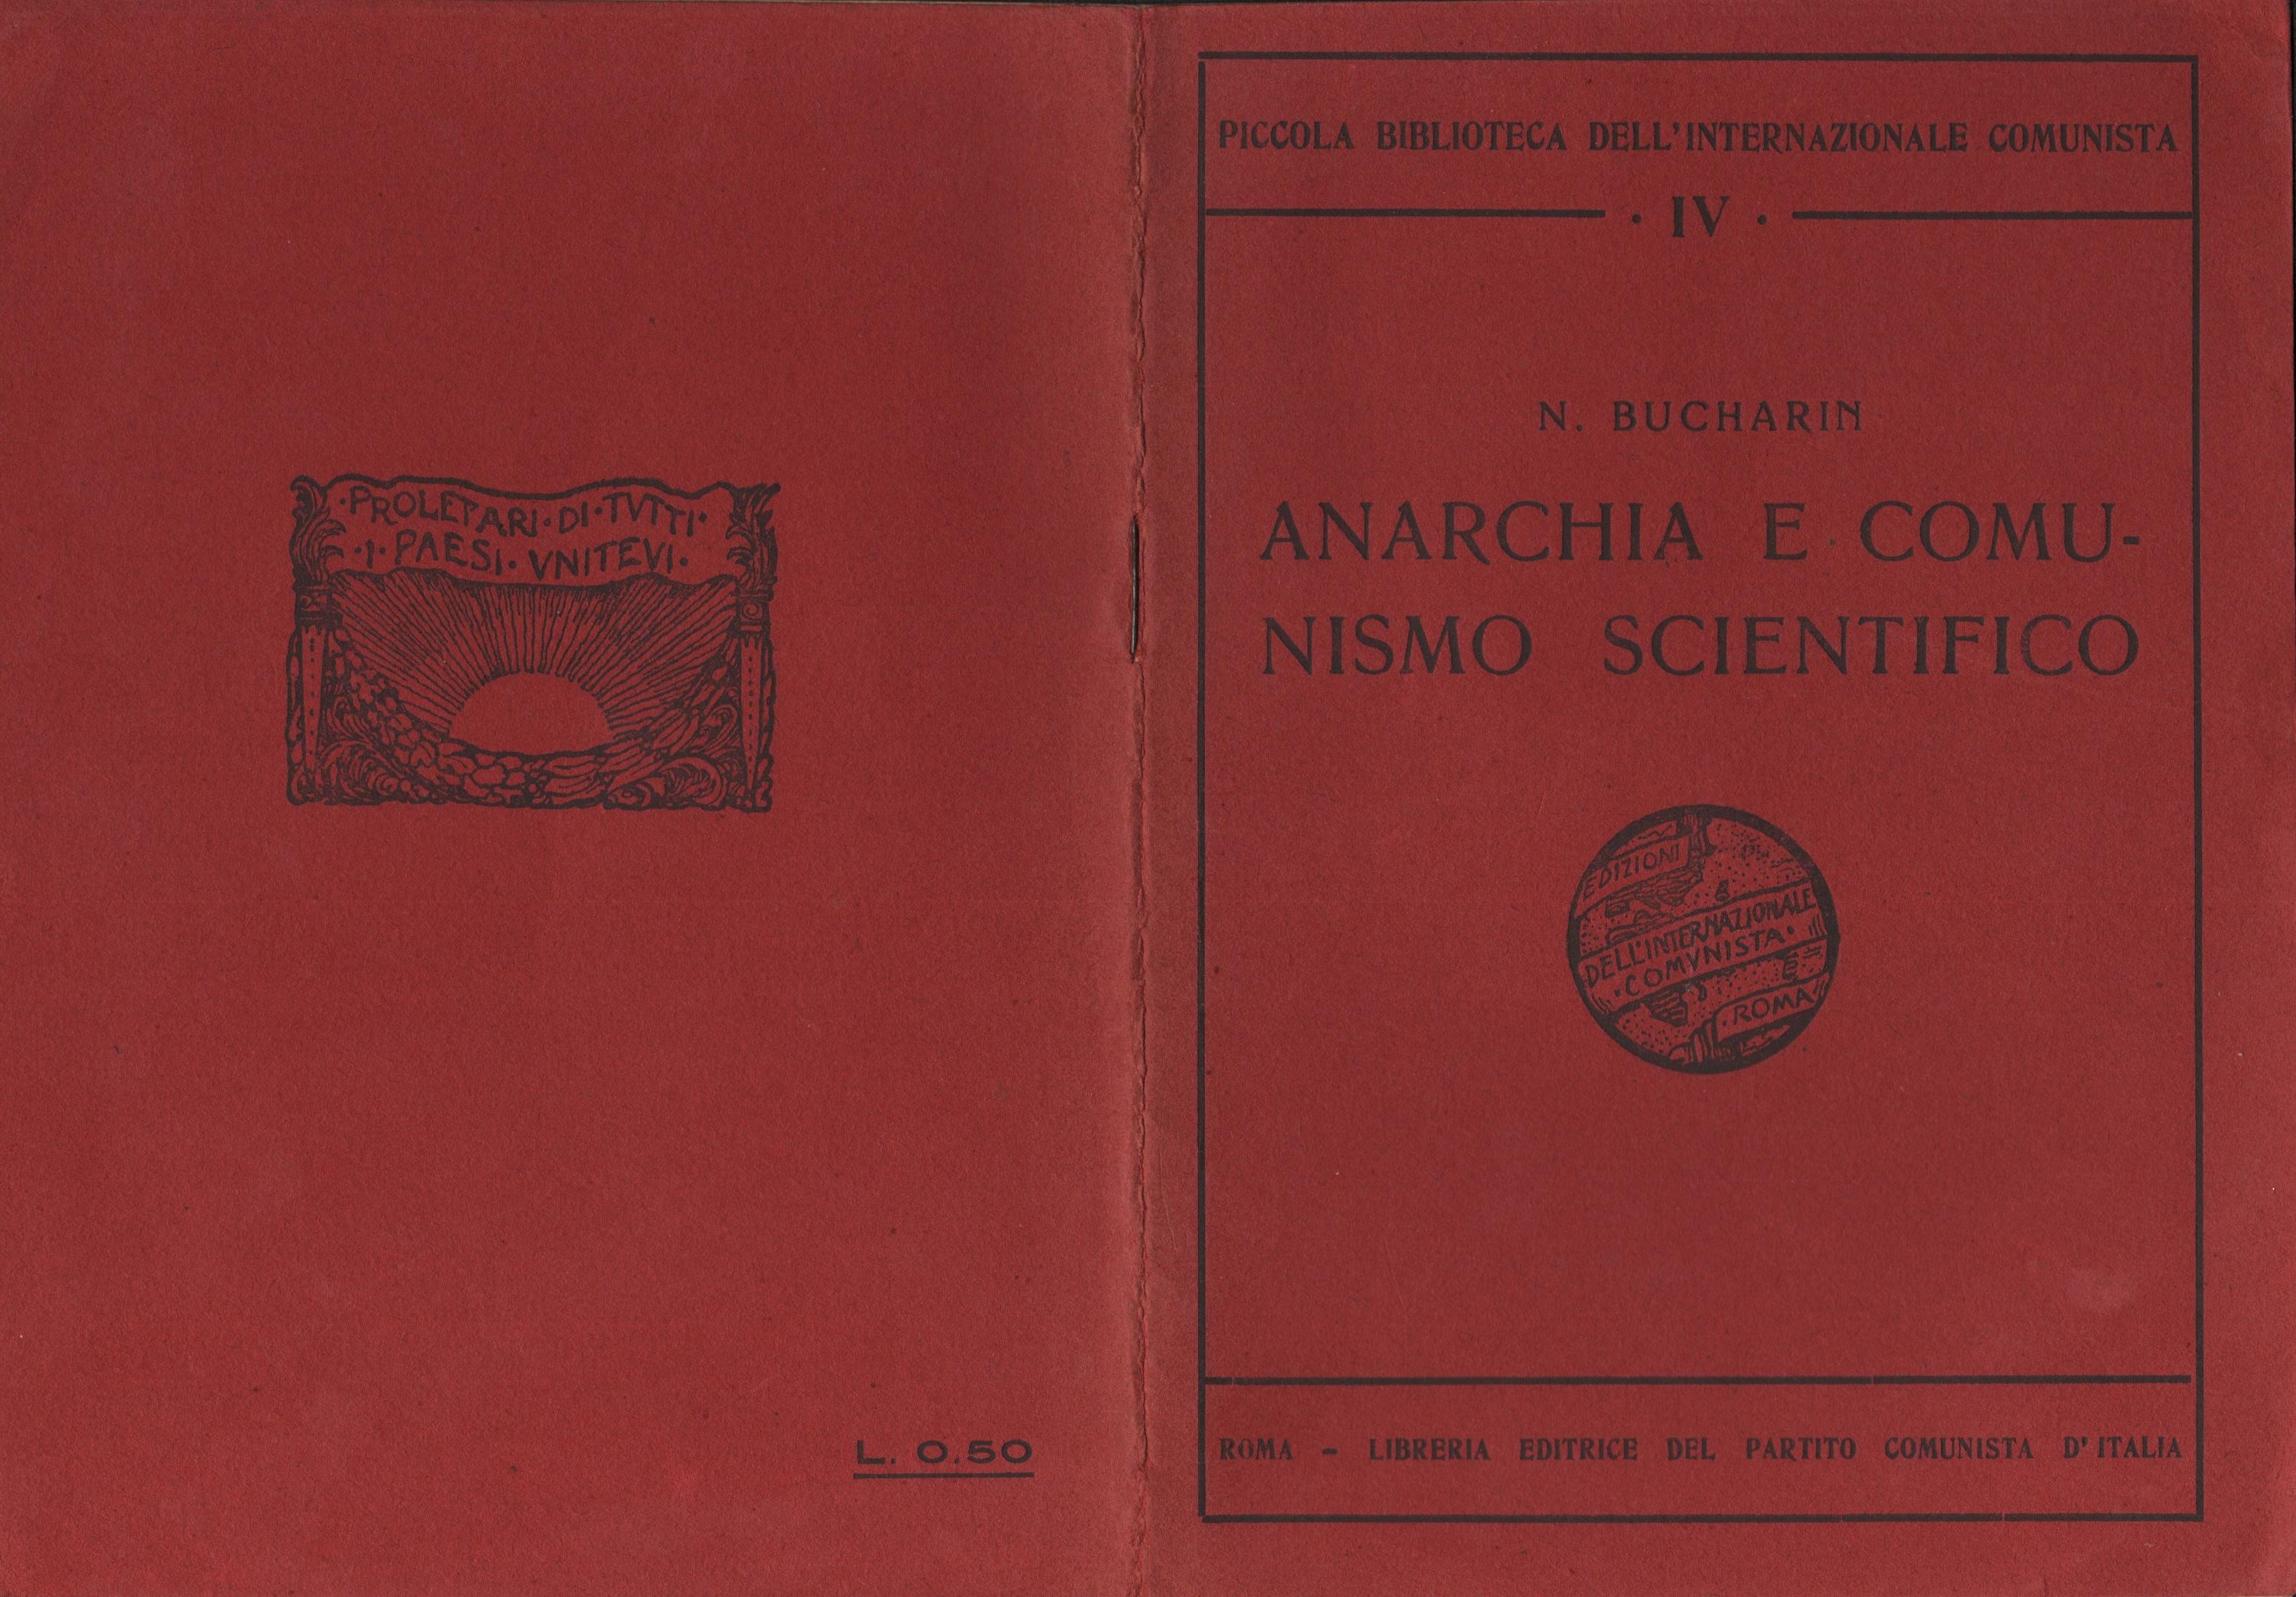 ·PROLETARI·DI·TVTTI·
·I·PAESI·VNITEVI·
L. 0.50
PICCOLA BIBLIOTECA DELL'INTERNAZIONALE COMUNISTA
· IV ·
N. BUCHARIN
ANARCHIA E COMU-
NISMO SCIENTIFICO
EDIZIONI
DELL'INTERNAZIONALE
·COMVNISTA·
·ROMA·
ROMA - LIBRERIA EDITRICE DEL PARTITO COMUNISTA D'ITALIA